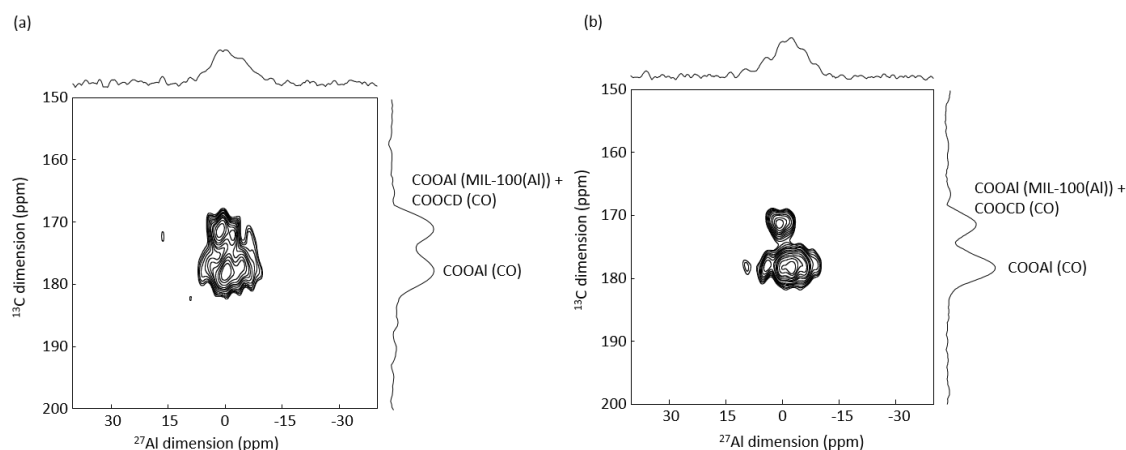 (a)
150
160
170
180
190
200
13C dimension (ppm)
30
15
0
-15
-30
27Al dimension (ppm)
COOAl (MIL-100(Al)) +
COOCD (CO)
COOAl (CO)
(b)
150
160
170
180
190
200
13C dimension (ppm)
30
15
0
-15
-30
27Al dimension (ppm)
COOAl (MIL-100(Al)) +
COOCD (CO)
COOAl (CO)